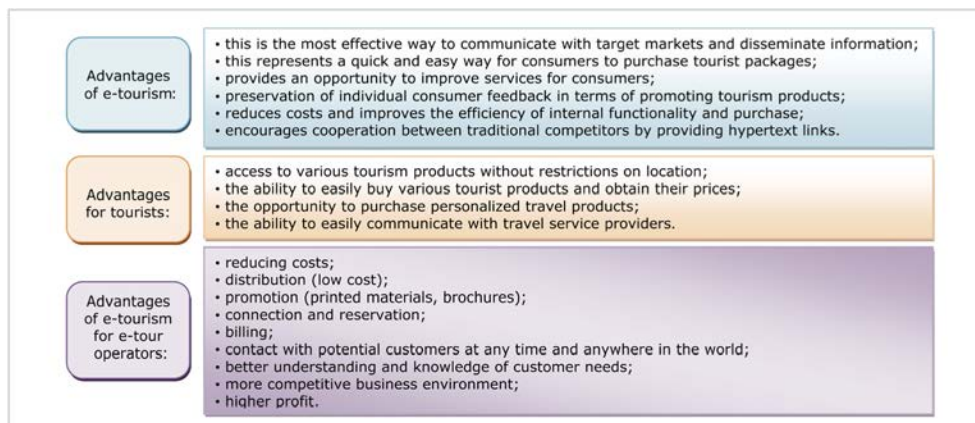 Advantages
of e-tourism:
• this is the most effective way to communicate with target markets and disseminate information;
• this represents a quick and easy way for consumers to purchase tourist packages;
• provides an opportunity to improve services for consumers;
• preservation of individual consumer feedback in terms of promoting tourism products;
• reduces costs and improves the efficiency of internal functionality and purchase;
• encourages cooperation between traditional competitors by providing hypertext links.
Advantages
for tourists:
• access to various tourism products without restrictions on location;
• the ability to easily buy various tourist products and obtain their prices;
• the opportunity to purchase personalized travel products;
• the ability to easily communicate with travel service providers.
Advantages
of e-tourism
for e-tour
operators:
• reducing costs;
• distribution (low cost);
• promotion (printed materials, brochures);
• connection and reservation;
• billing;
• contact with potential customers at any time and anywhere in the world;
• better understanding and knowledge of customer needs;
• more competitive business environment;
• higher profit.